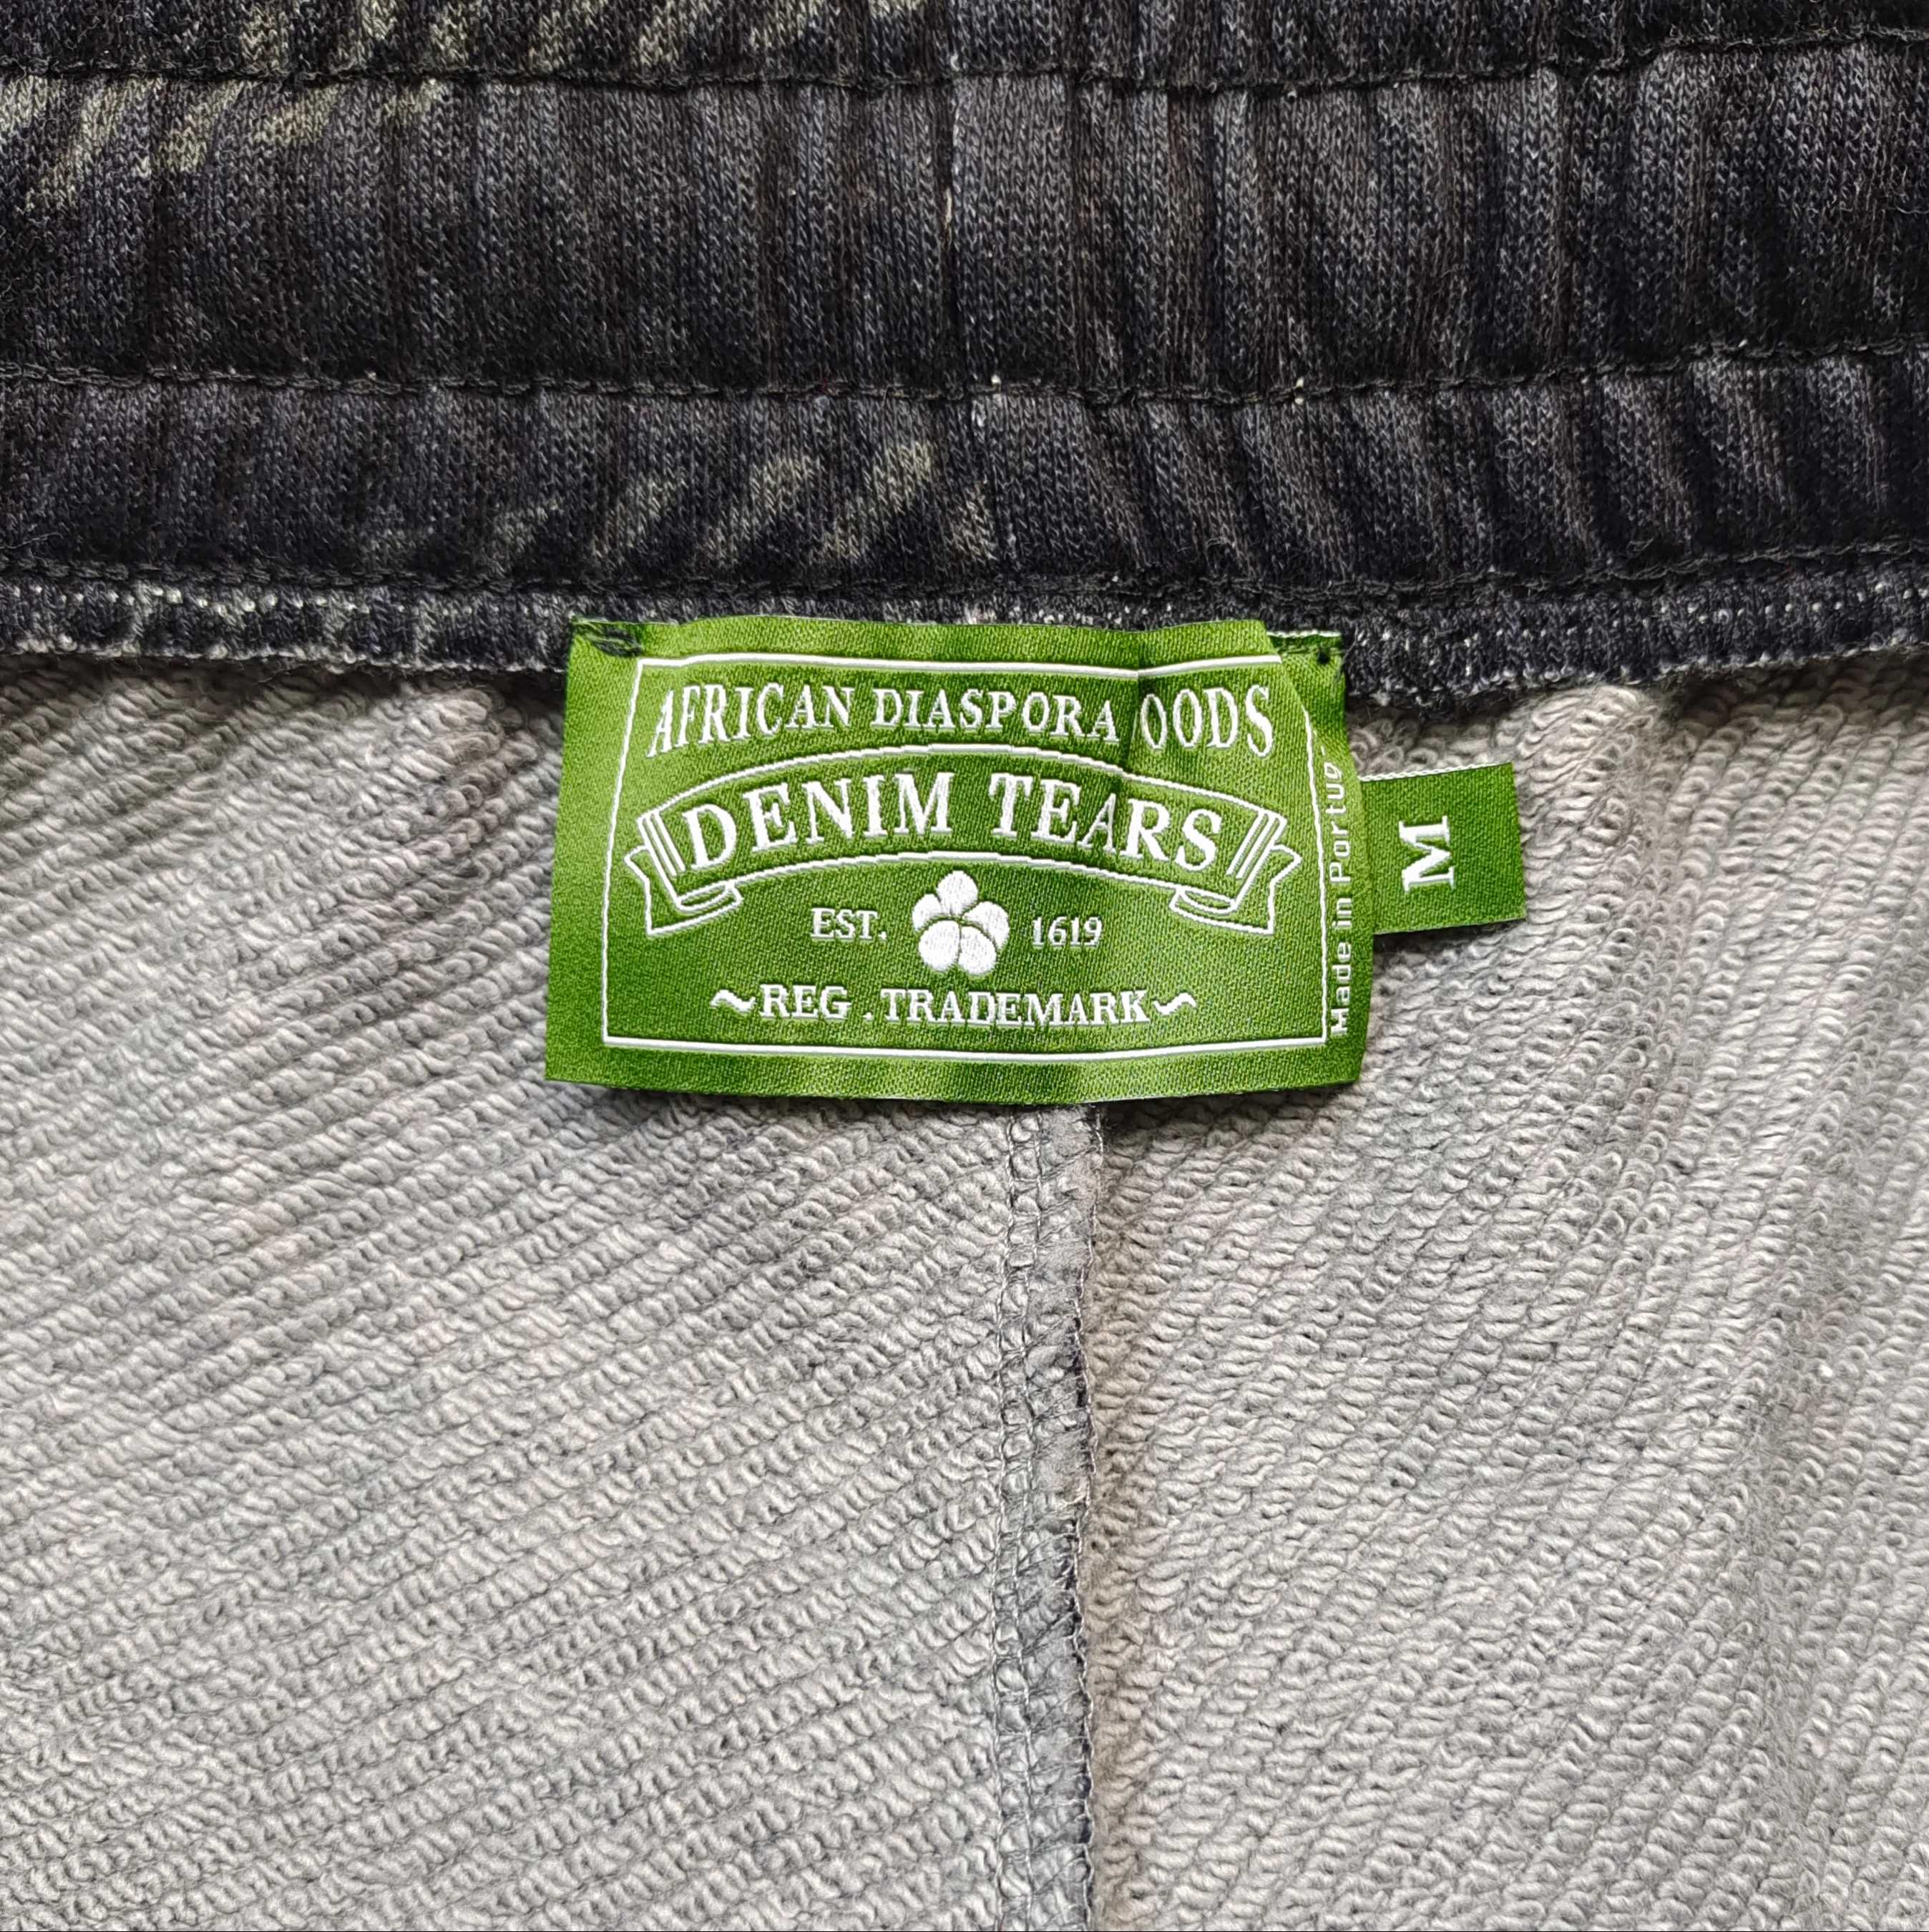 AFRICAN DIASPORA OODS
DENIM TEARS
EST. 1619
~REG . TRADEMARK~
Made in Portug
M